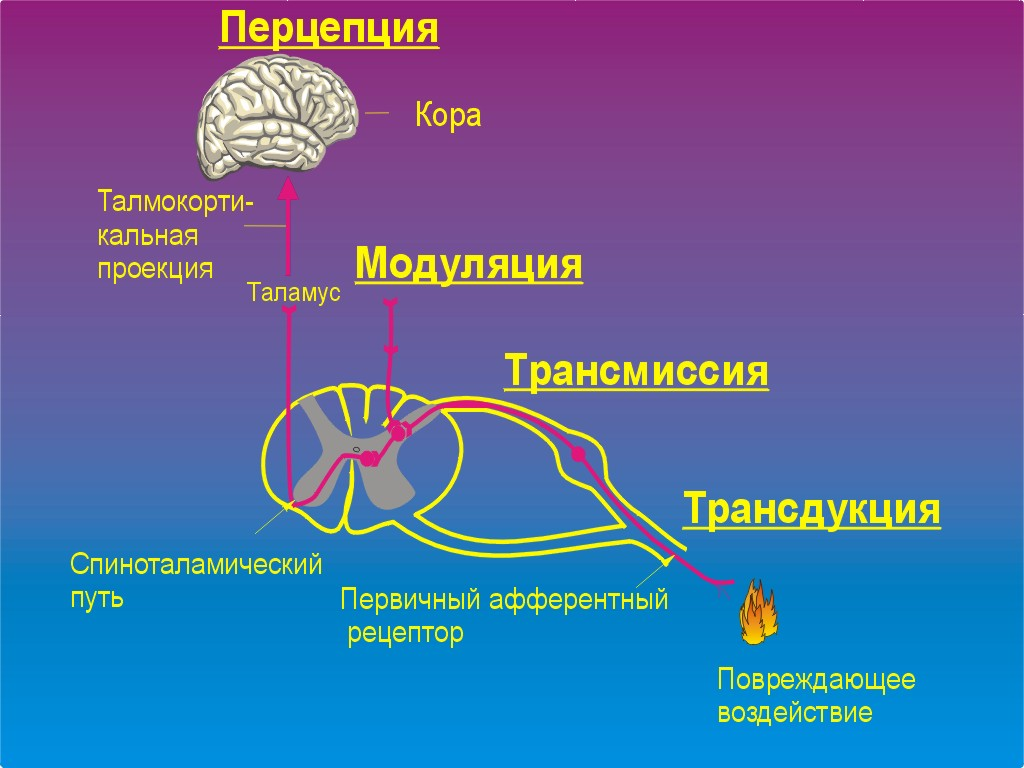 Перцепция
Кора
Талмокорти-
кальная
проекция
Модуляция
Таламус
Трансмиссия
Трансдукция
Спиноталамический
путь
Первичный афферентный
рецептор
Повреждающее
воздействие